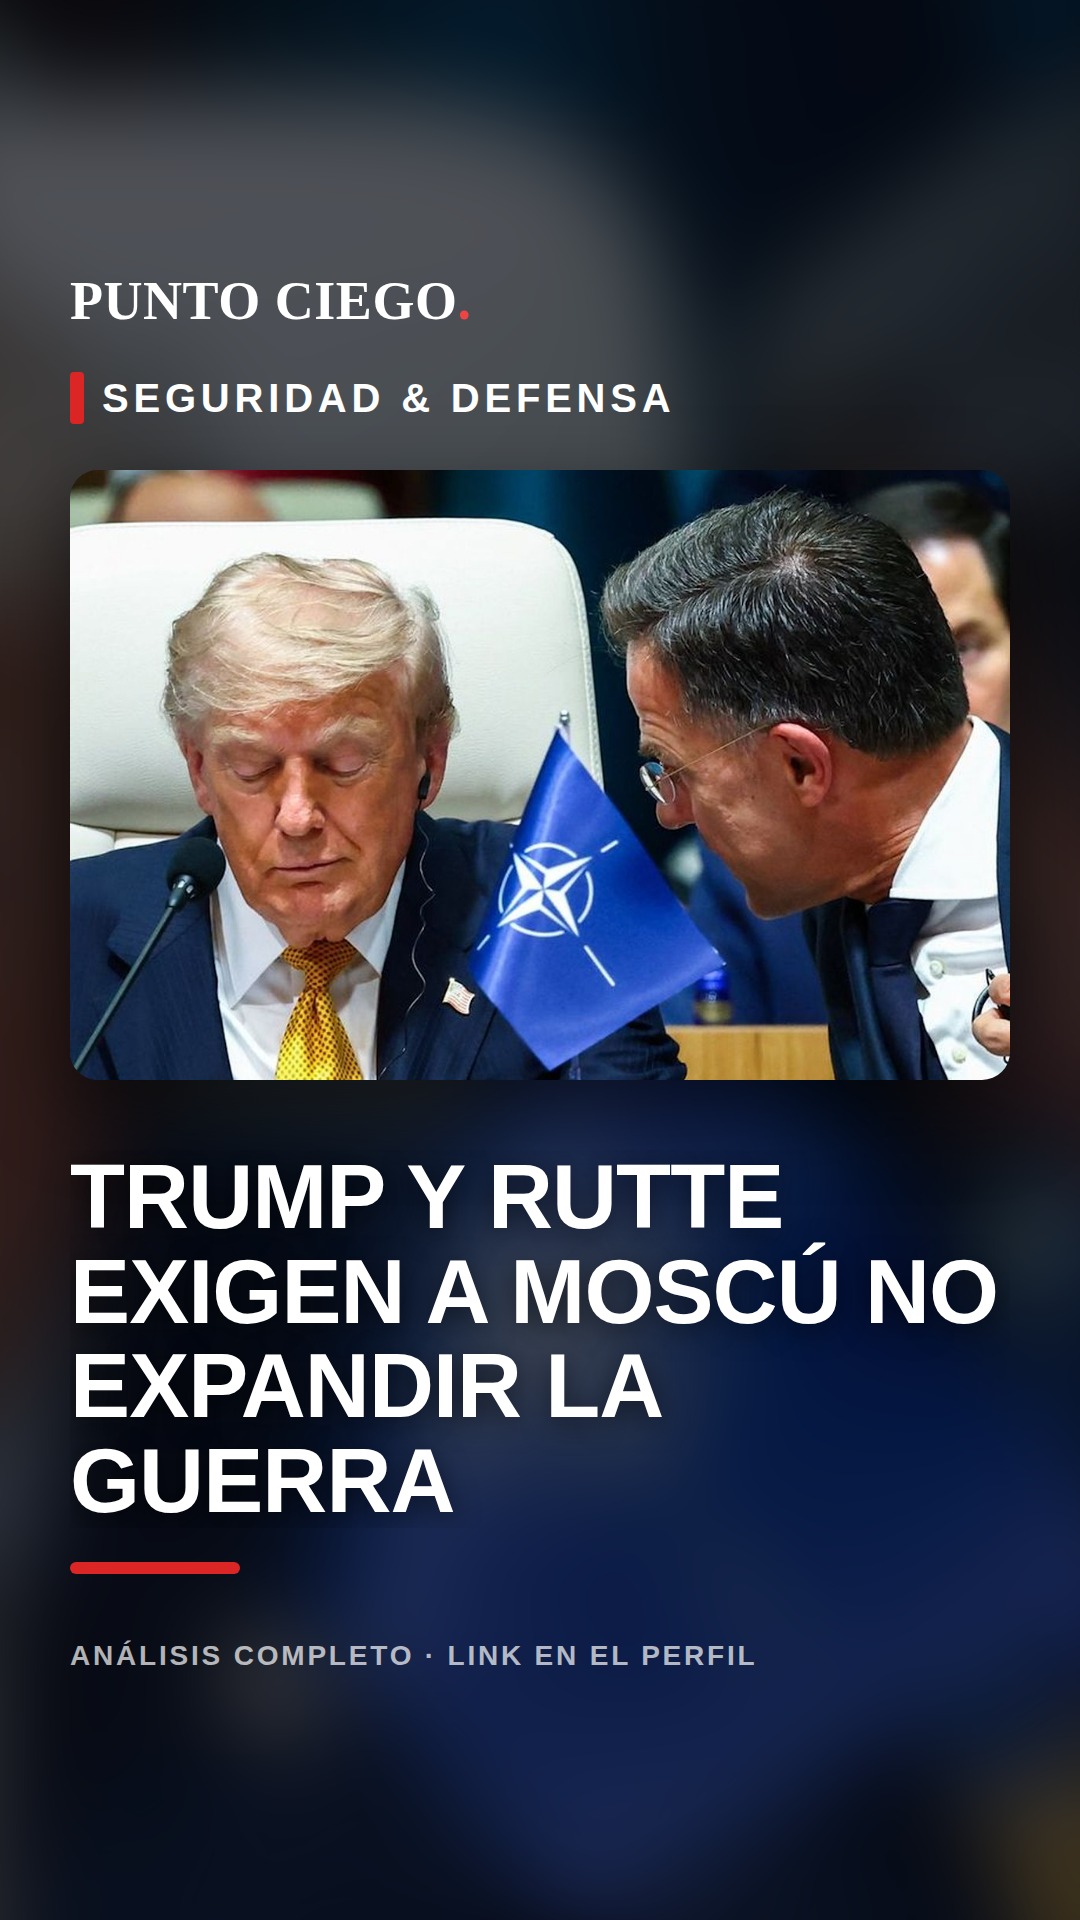 PUNTO CIEGO.
SEGURIDAD & DEFENSA
TRUMP Y RUTTE
EXIGEN A MOSCÚ NO
EXPANDIR LA
GUERRA
ANÁLISIS COMPLETO · LINK EN EL PERFIL